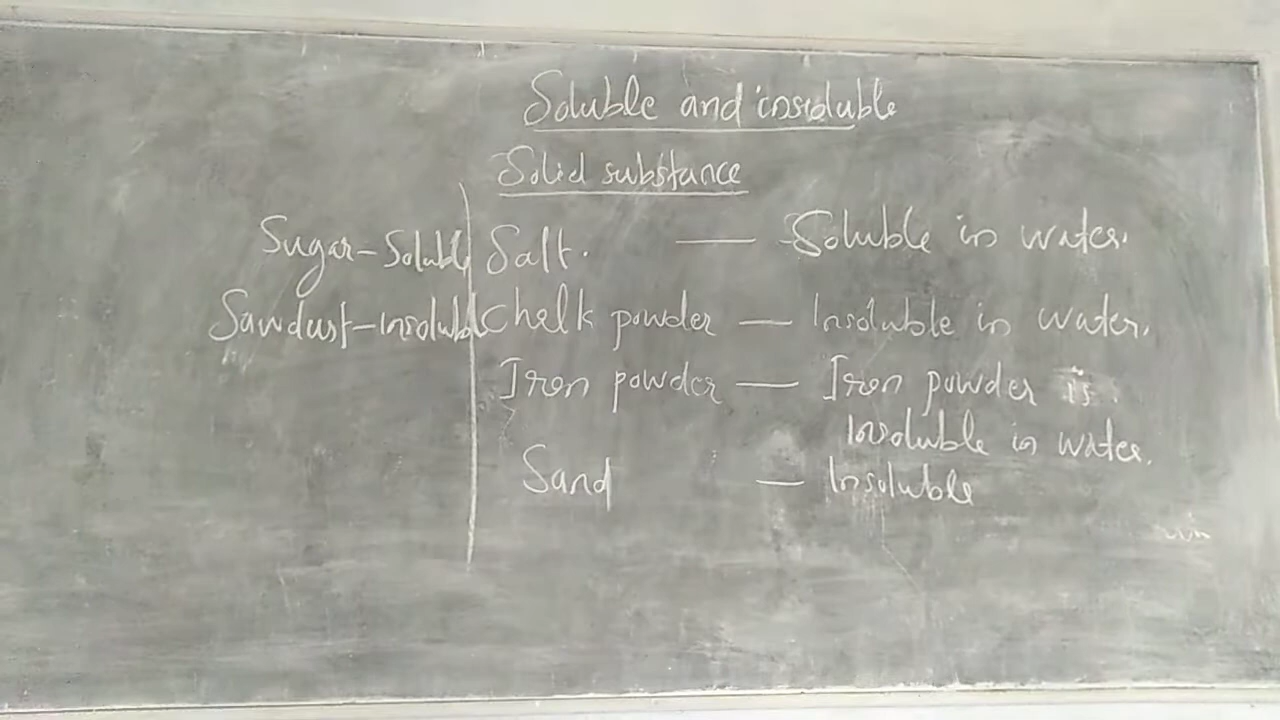 Soluble and insoluble
Solid substance
Sugar-Soluble
Sawdust-insoluble
Salt. — Soluble in water.
Chelk powder — Insoluble in water.
Iron powder — Iron powder is
Insoluble in water.
Sand — Insoluble